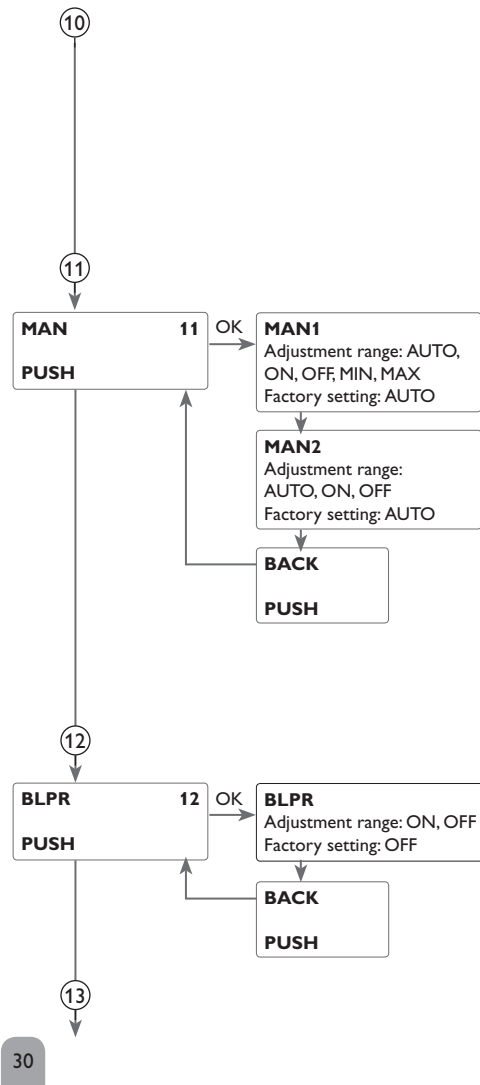 10
11
MAN 11 OK
PUSH
MAN1
Adjustment range: AUTO,
ON, OFF, MIN, MAX
Factory setting: AUTO
MAN2
Adjustment range:
AUTO, ON, OFF
Factory setting: AUTO
BACK
PUSH
12
BLPR 12 OK
PUSH
BLPR
Adjustment range: ON, OFF
Factory setting: OFF
BACK
PUSH
13
30